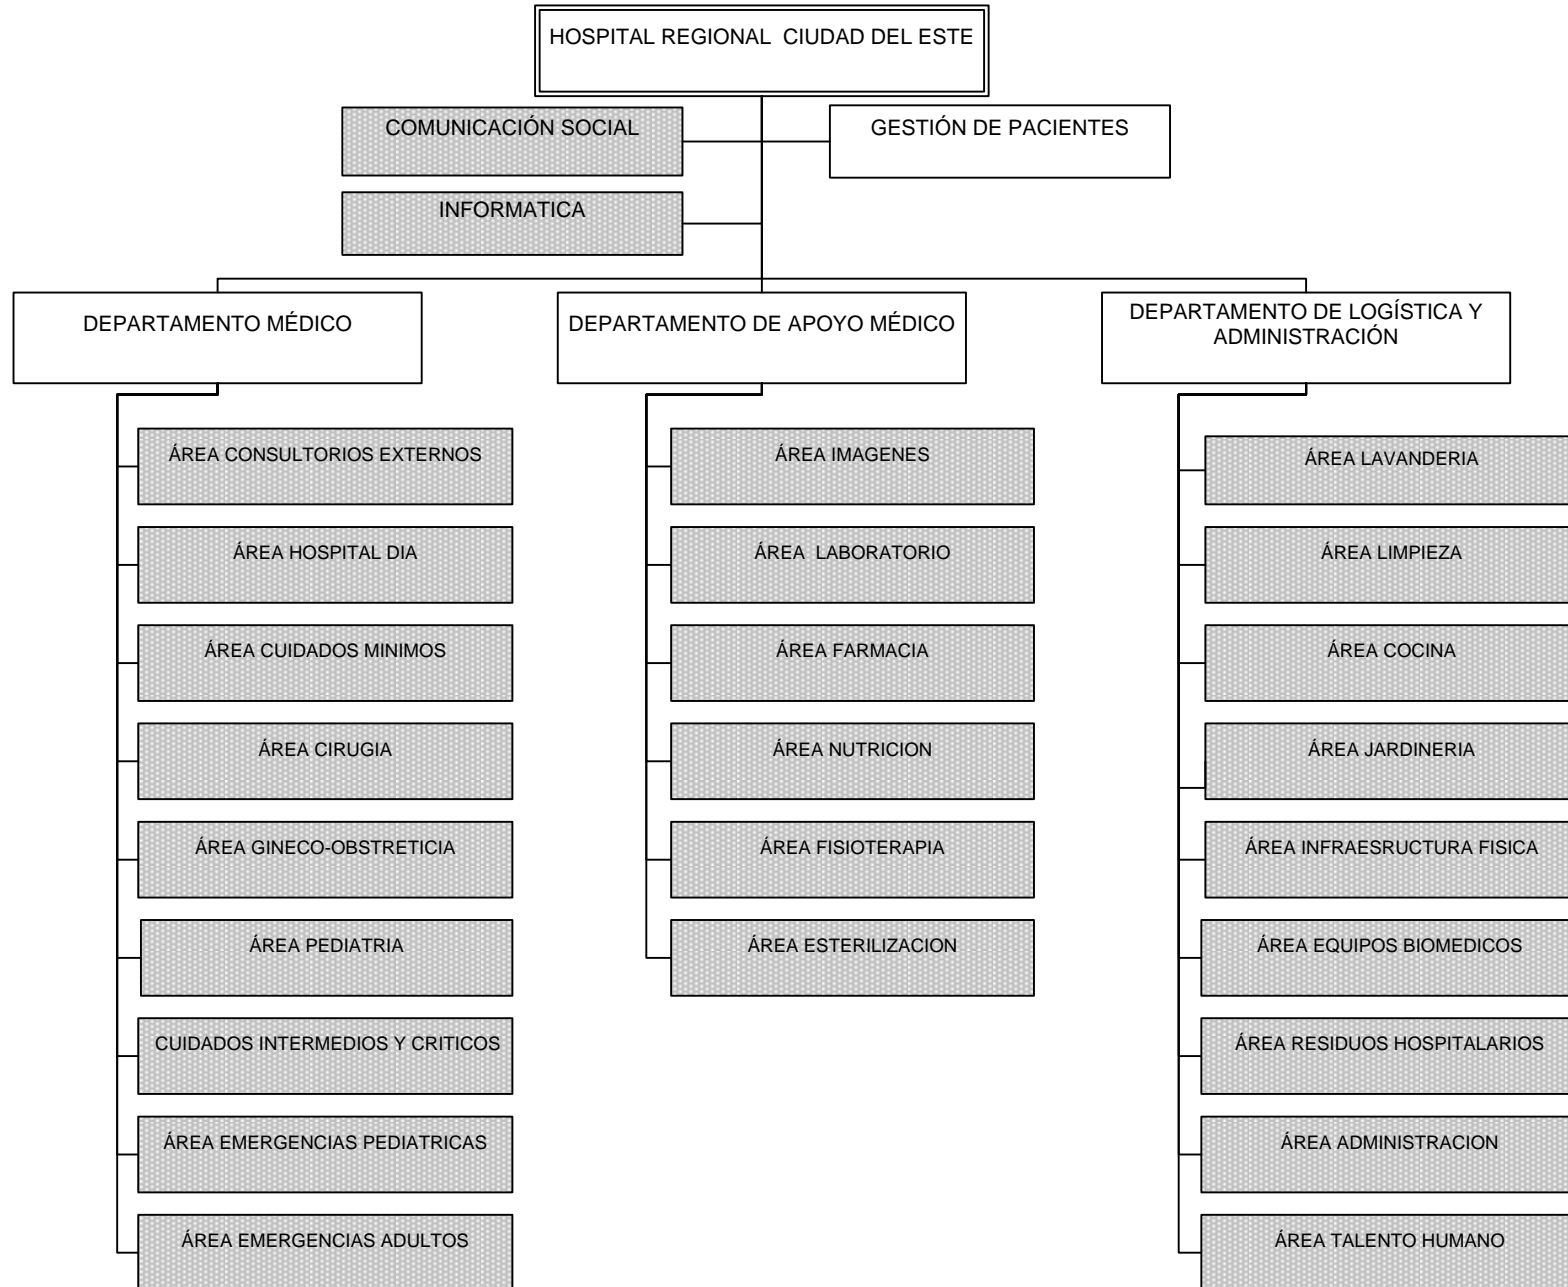 HOSPITAL REGIONAL  CIUDAD DEL ESTE
COMUNICACIÓN SOCIAL
GESTIÓN DE PACIENTES
INFORMATICA
DEPARTAMENTO MÉDICO
ÁREA CONSULTORIOS EXTERNOS
ÁREA HOSPITAL DIA
ÁREA CUIDADOS MINIMOS
ÁREA CIRUGIA
ÁREA GINECO-OBSTRETICIA
ÁREA PEDIATRIA
CUIDADOS INTERMEDIOS Y CRITICOS
ÁREA EMERGENCIAS PEDIATRICAS
ÁREA EMERGENCIAS ADULTOS
DEPARTAMENTO DE APOYO MÉDICO
ÁREA IMAGENES
ÁREA  LABORATORIO
ÁREA FARMACIA
ÁREA NUTRICION
ÁREA FISIOTERAPIA
ÁREA ESTERILIZACION
DEPARTAMENTO DE LOGÍSTICA Y
ADMINISTRACIÓN
ÁREA LAVANDERIA
ÁREA LIMPIEZA
ÁREA COCINA
ÁREA JARDINERIA
ÁREA INFRAESRUCTURA FISICA
ÁREA EQUIPOS BIOMEDICOS
ÁREA RESIDUOS HOSPITALARIOS
ÁREA ADMINISTRACION
ÁREA TALENTO HUMANO